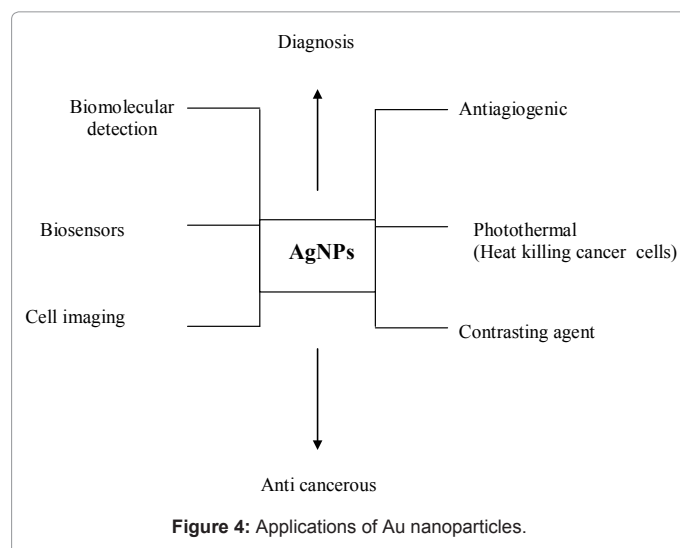 Diagnosis
Biomolecular
detection
Antiagiogenic
Biosensors
AgNPs
Photothermal
(Heat killing cancer cells)
Cell imaging
Contrasting agent
Anti cancerous
Figure 4: Applications of Au nanoparticles.